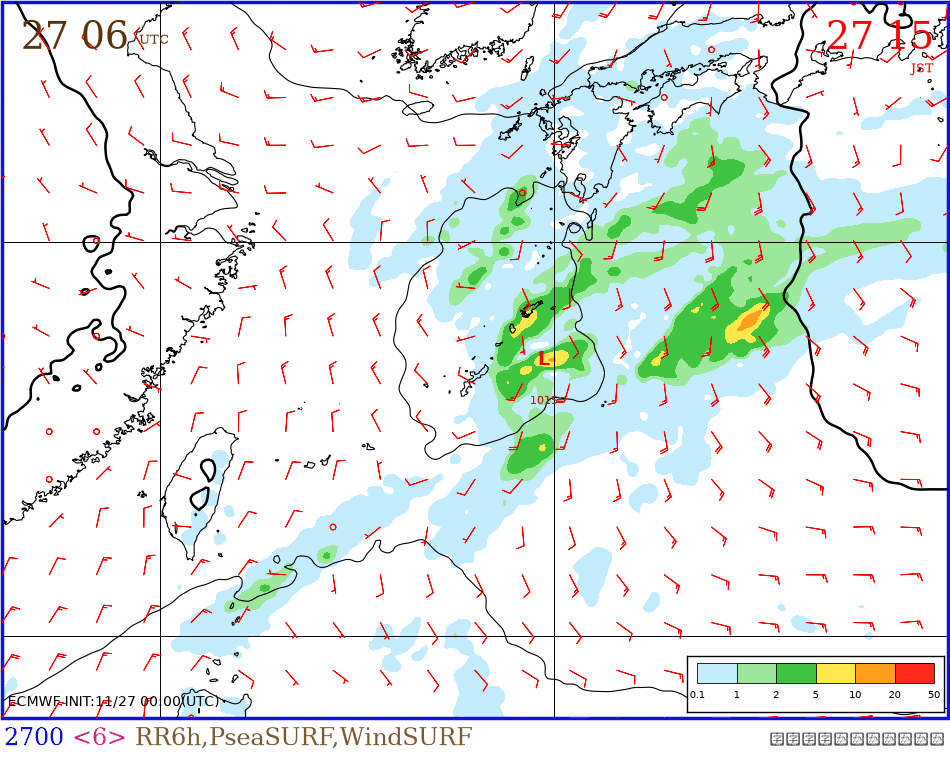 27 06 UTC
27 15
JST
L
1015
ECMWF INIT:11/27 00:00(UTC)
0.1 1 2 5 10 20 50
2700 <6> RR6h,PseaSURF,WindSURF